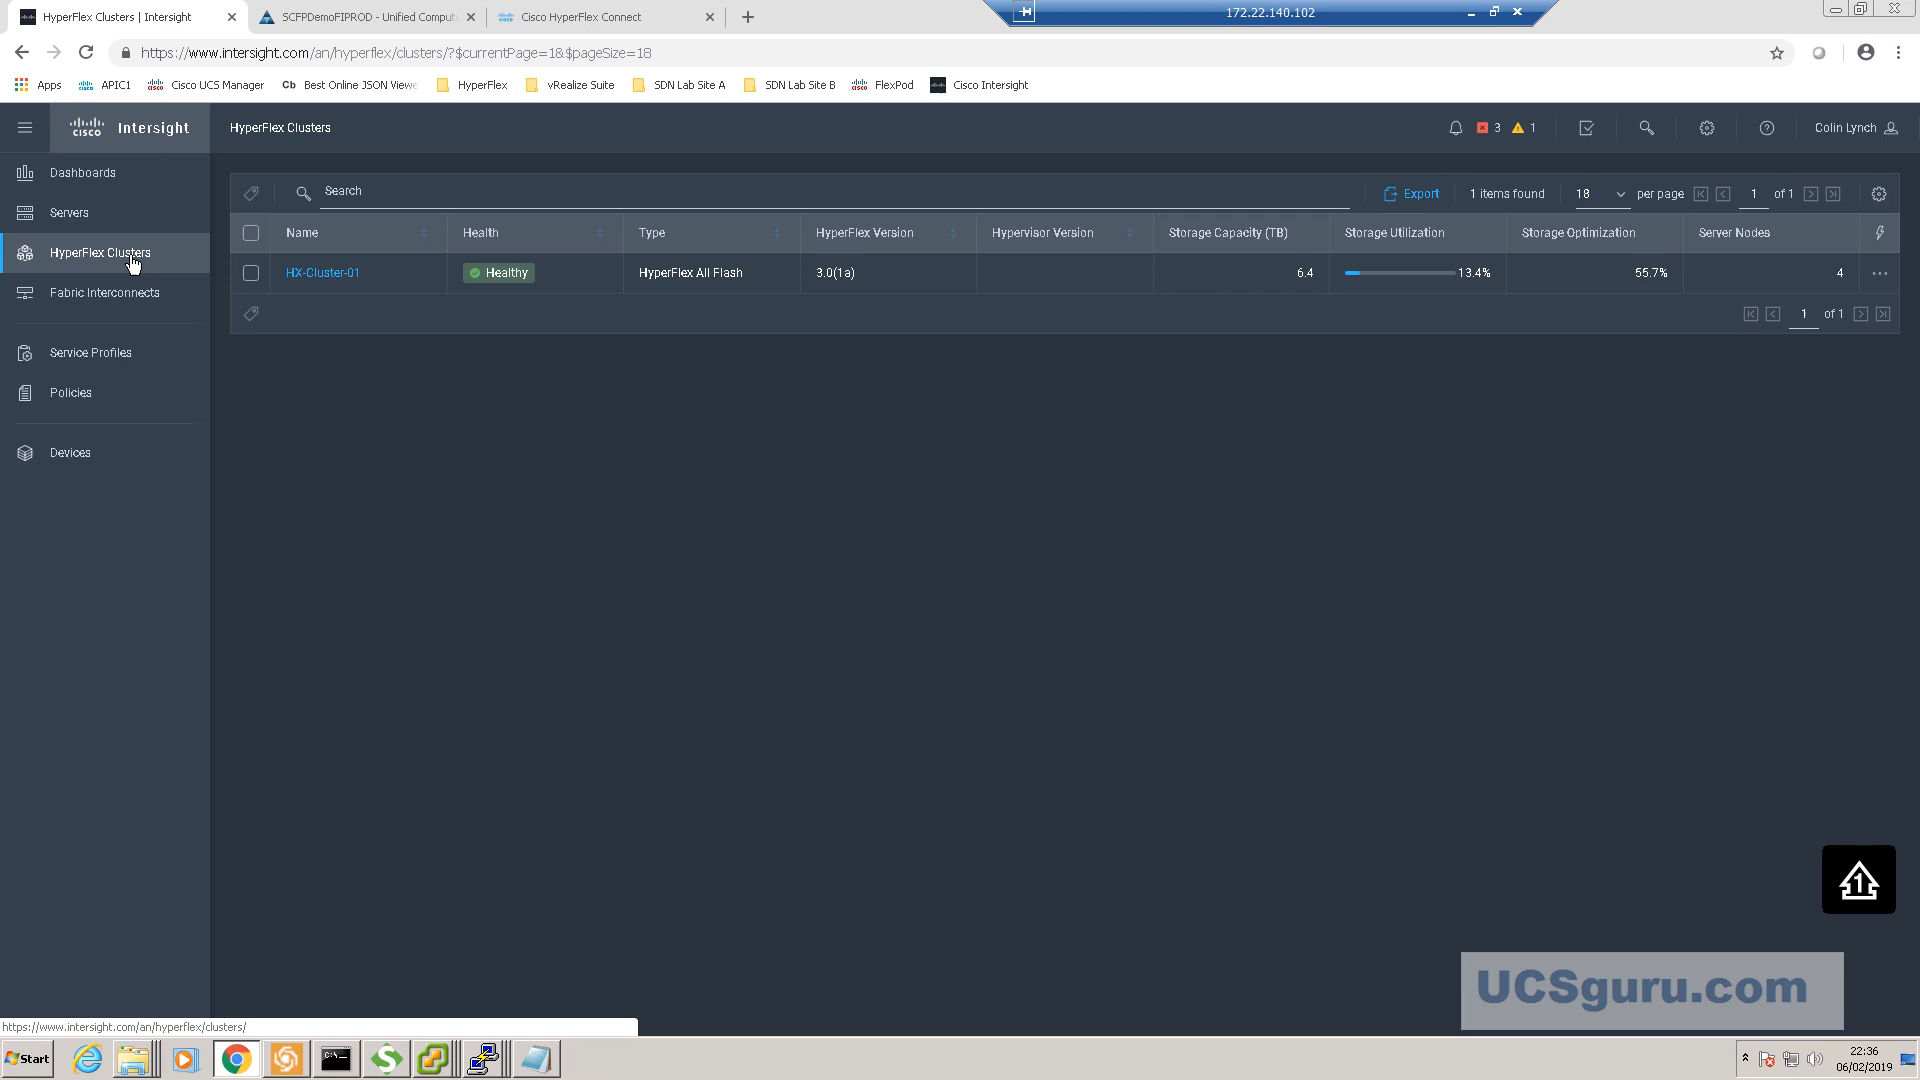 HyperFlex Clusters | Intersight
SCFPDemoFIPROD - Unified Comput
Cisco HyperFlex Connect
172.22.140.102
https://www.intersight.com/an/hyperflex/clusters/?$currentPage=1&$pageSize=18
Apps
APIC1
Cisco UCS Manager
Cb Best Online JSON Viewe
HyperFlex
vRealize Suite
SDN Lab Site A
SDN Lab Site B
FlexPod
Cisco Intersight
CISCO Intersight
HyperFlex Clusters
3
1
Colin Lynch
Dashboards
Servers
HyperFlex Clusters
Fabric Interconnects
Service Profiles
Policies
Devices
Search
Export
1 items found
18 per page
1 of 1
Name Health Type HyperFlex Version Hypervisor Version Storage Capacity (TB) Storage Utilization Storage Optimization Server Nodes
HX-Cluster-01 Healthy HyperFlex All Flash 3.0(1a) 6.4 13.4% 55.7% 4 ...
1 of 1
1
UCSguru.com
https://www.intersight.com/an/hyperflex/clusters/
Start
C:\
22:36
06/02/2019